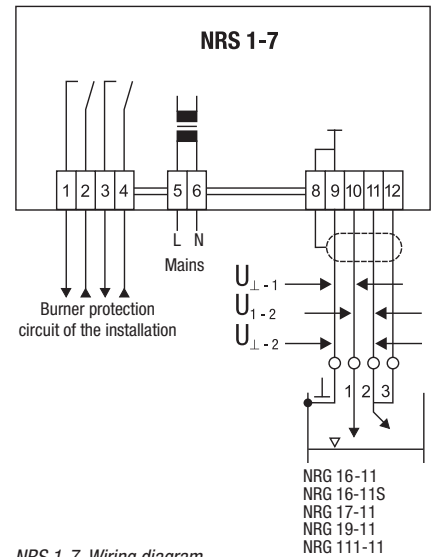 NRS 1-7
1 2 3 4 5 6 8 9 10 11 12
L N
Mains
Burner protection
circuit of the installation
U⊥ - 1
U1 - 2
U⊥ - 2
⊥ 1 2 3
NRG 16-11
NRG 16-11S
NRG 17-11
NRG 19-11
NRG 111-11
NRS 1-7 Wiring diagram